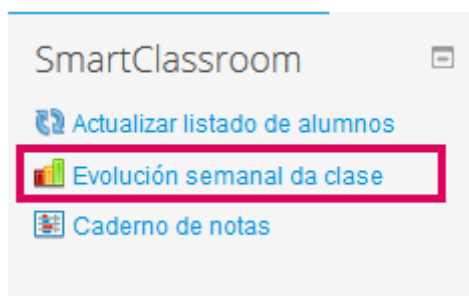 SmartClassroom
Actualizar listado de alumnos
Evolución semanal da clase
Caderno de notas